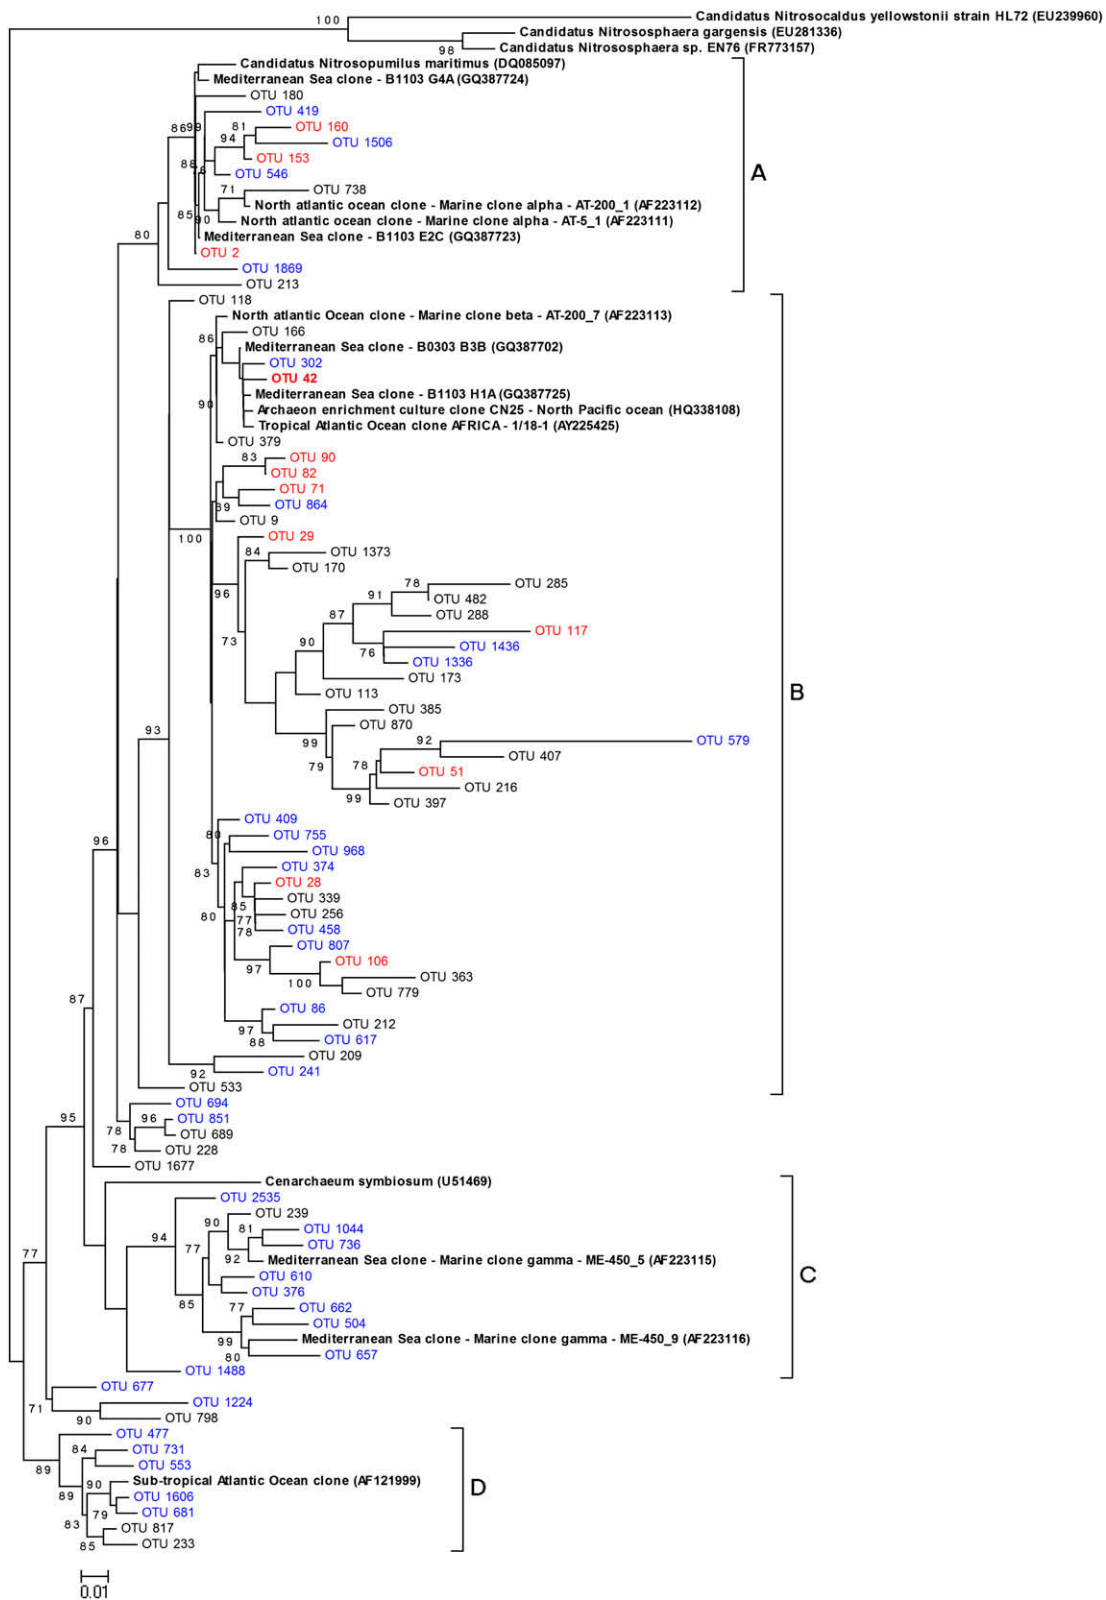 100
Candidatus Nitrosocaldus yellowstonii strain HL72 (EU239960)
Candidatus Nitrososphaera gargensis (EU281336)
98
Candidatus Nitrososphaera sp. EN76 (FR773157)
Candidatus Nitrosopumilus maritimus (DQ085097)
Mediterranean Sea clone - B1103 G4A (GQ387724)
OTU 180
OTU 419
86 99
81
OTU 160
94
OTU 1506
OTU 153
88
76
OTU 546
A
71
OTU 738
North atlantic ocean clone - Marine clone alpha - AT-200_1 (AF223112)
85 90
North atlantic ocean clone - Marine clone alpha - AT-5_1 (AF223111)
80
Mediterranean Sea clone - B1103 E2C (GQ387723)
OTU 2
OTU 1869
OTU 213
OTU 118
North atlantic Ocean clone - Marine clone beta - AT-200_7 (AF223113)
86
OTU 166
Mediterranean Sea clone - B0303 B3B (GQ387702)
OTU 302
OTU 42
Mediterranean Sea clone - B1103 H1A (GQ387725)
90
Archaeon enrichment culture clone CN25 - North Pacific ocean (HQ338108)
Tropical Atlantic Ocean clone AFRICA - 1/18-1 (AY225425)
OTU 379
83
OTU 90
OTU 82
OTU 71
89
OTU 864
OTU 9
100
OTU 29
84
OTU 1373
OTU 170
96
78
OTU 285
91
OTU 482
87
OTU 288
73
90
OTU 117
76
OTU 1436
OTU 1336
OTU 173
B
OTU 113
OTU 385
99
OTU 870
93
92
OTU 579
79
78
OTU 407
OTU 51
OTU 216
99
OTU 397
OTU 409
80
OTU 755
96
OTU 968
83
OTU 374
OTU 28
85
OTU 339
80
77
OTU 256
78
OTU 458
OTU 807
97
OTU 106
100
OTU 363
OTU 779
87
OTU 86
97
OTU 212
88
OTU 617
OTU 209
92
OTU 241
OTU 533
OTU 694
95
96
OTU 851
78
OTU 689
78
OTU 228
OTU 1677
Cenarchaeum symbiosum (U51469)
OTU 2535
90
OTU 239
94
81
OTU 1044
77
OTU 736
77
92
Mediterranean Sea clone - Marine clone gamma - ME-450_5 (AF223115)
C
OTU 610
85
OTU 376
77
OTU 662
OTU 504
99
Mediterranean Sea clone - Marine clone gamma - ME-450_9 (AF223116)
80
OTU 657
OTU 1488
OTU 677
71
OTU 1224
90
OTU 798
OTU 477
84
OTU 731
89
OTU 553
90
Sub-tropical Atlantic Ocean clone (AF121999)
D
89
OTU 1606
79
OTU 681
83
OTU 817
85
OTU 233
0.01